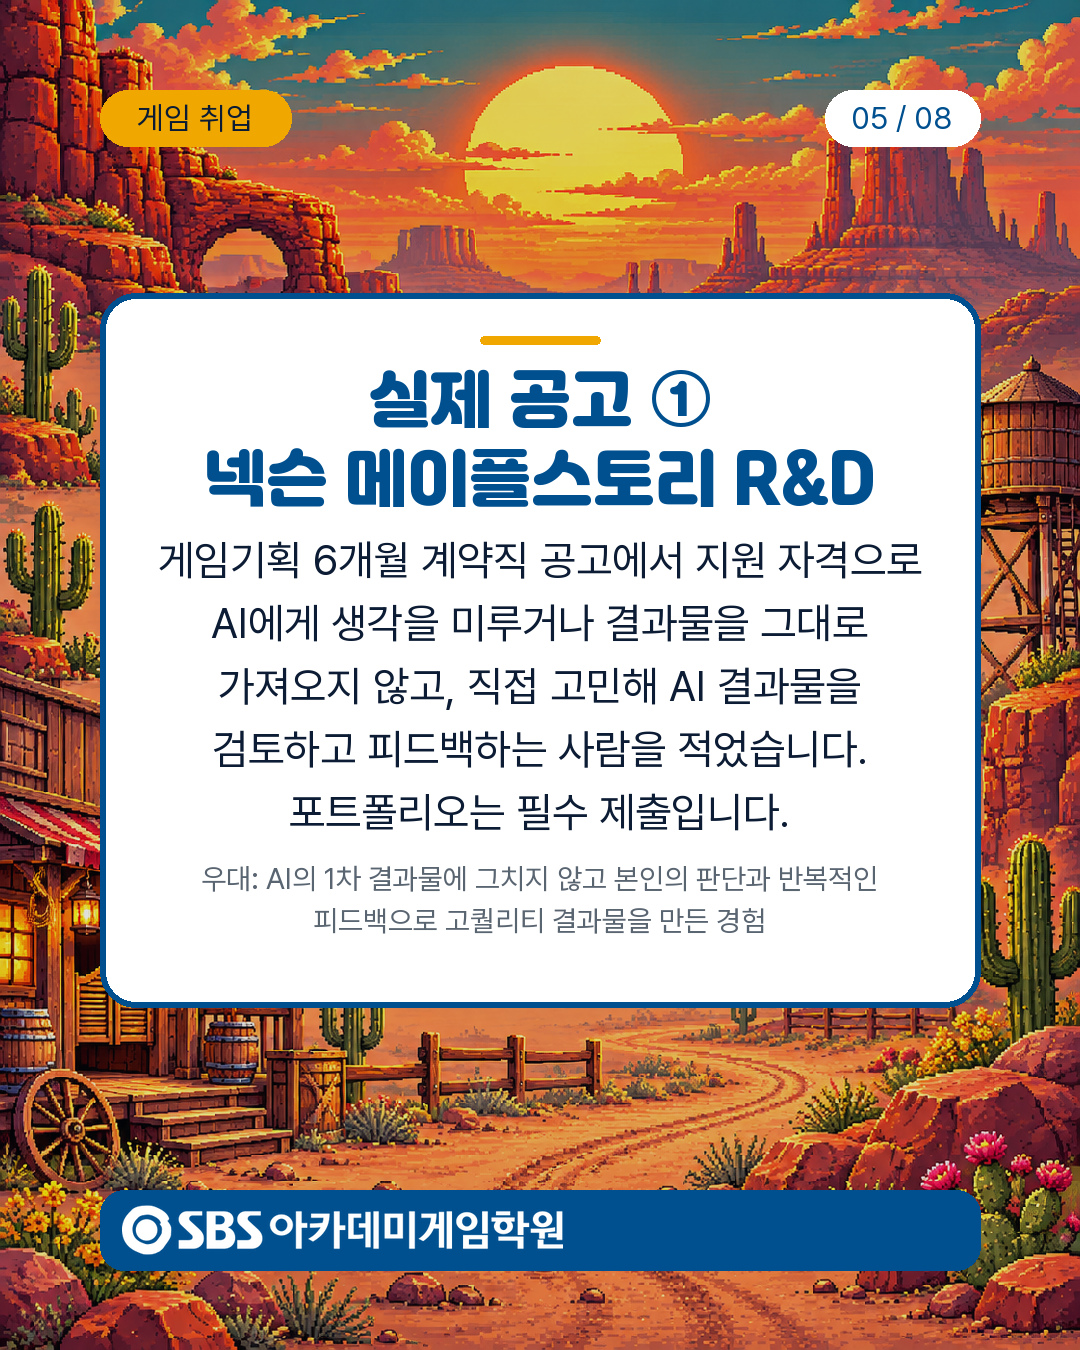 게임 취업
05 / 08
실제 공고 ①
넥슨 메이플스토리 R&D
게임기획 6개월 계약직 공고에서 지원 자격으로
AI에게 생각을 미루거나 결과물을 그대로
가져오지 않고, 직접 고민해 AI 결과물을
검토하고 피드백하는 사람을 적었습니다.
포트폴리오는 필수 제출입니다.
우대: AI의 1차 결과물에 그치지 않고 본인의 판단과 반복적인
피드백으로 고퀄리티 결과물을 만든 경험
SBS 아카데미게임학원